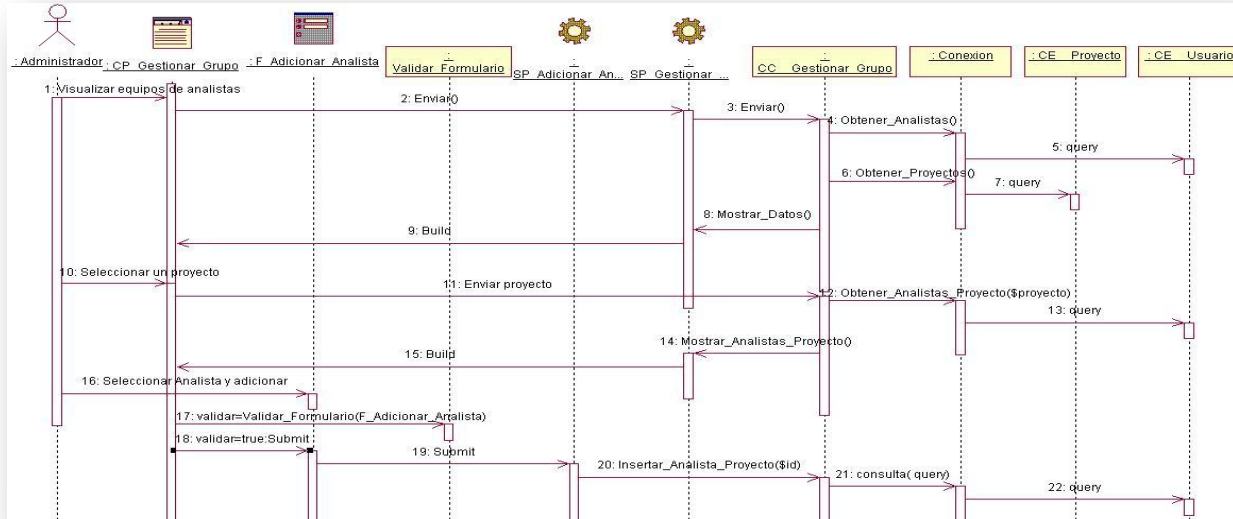 : Administrador
: CP_Gestionar_Grupo
: F_Adicionar_Analista
:
Validar_Formulario
:
SP_Adicionar_An...
:
SP_Gestionar_...
:
CC__Gestionar_Grupo
: Conexion
: CE__Proyecto
: CE__Usuario
1: Visualizar equipos de analistas
2: Enviar()
3: Enviar()
4: Obtener_Analistas()
5: query
6: Obtener_Proyectos()
7: query
8: Mostrar_Datos()
9: Build
10: Seleccionar un proyecto
11: Enviar proyecto
12: Obtener_Analistas_Proyecto($proyecto)
13: query
14: Mostrar_Analistas_Proyecto()
15: Build
16: Seleccionar Analista y adicionar
17: validar=Validar_Formulario(F_Adicionar_Analista)
18: validar=true:Submit
19: Submit
20: Insertar_Analista_Proyecto($id)
21: consulta( query)
22: query